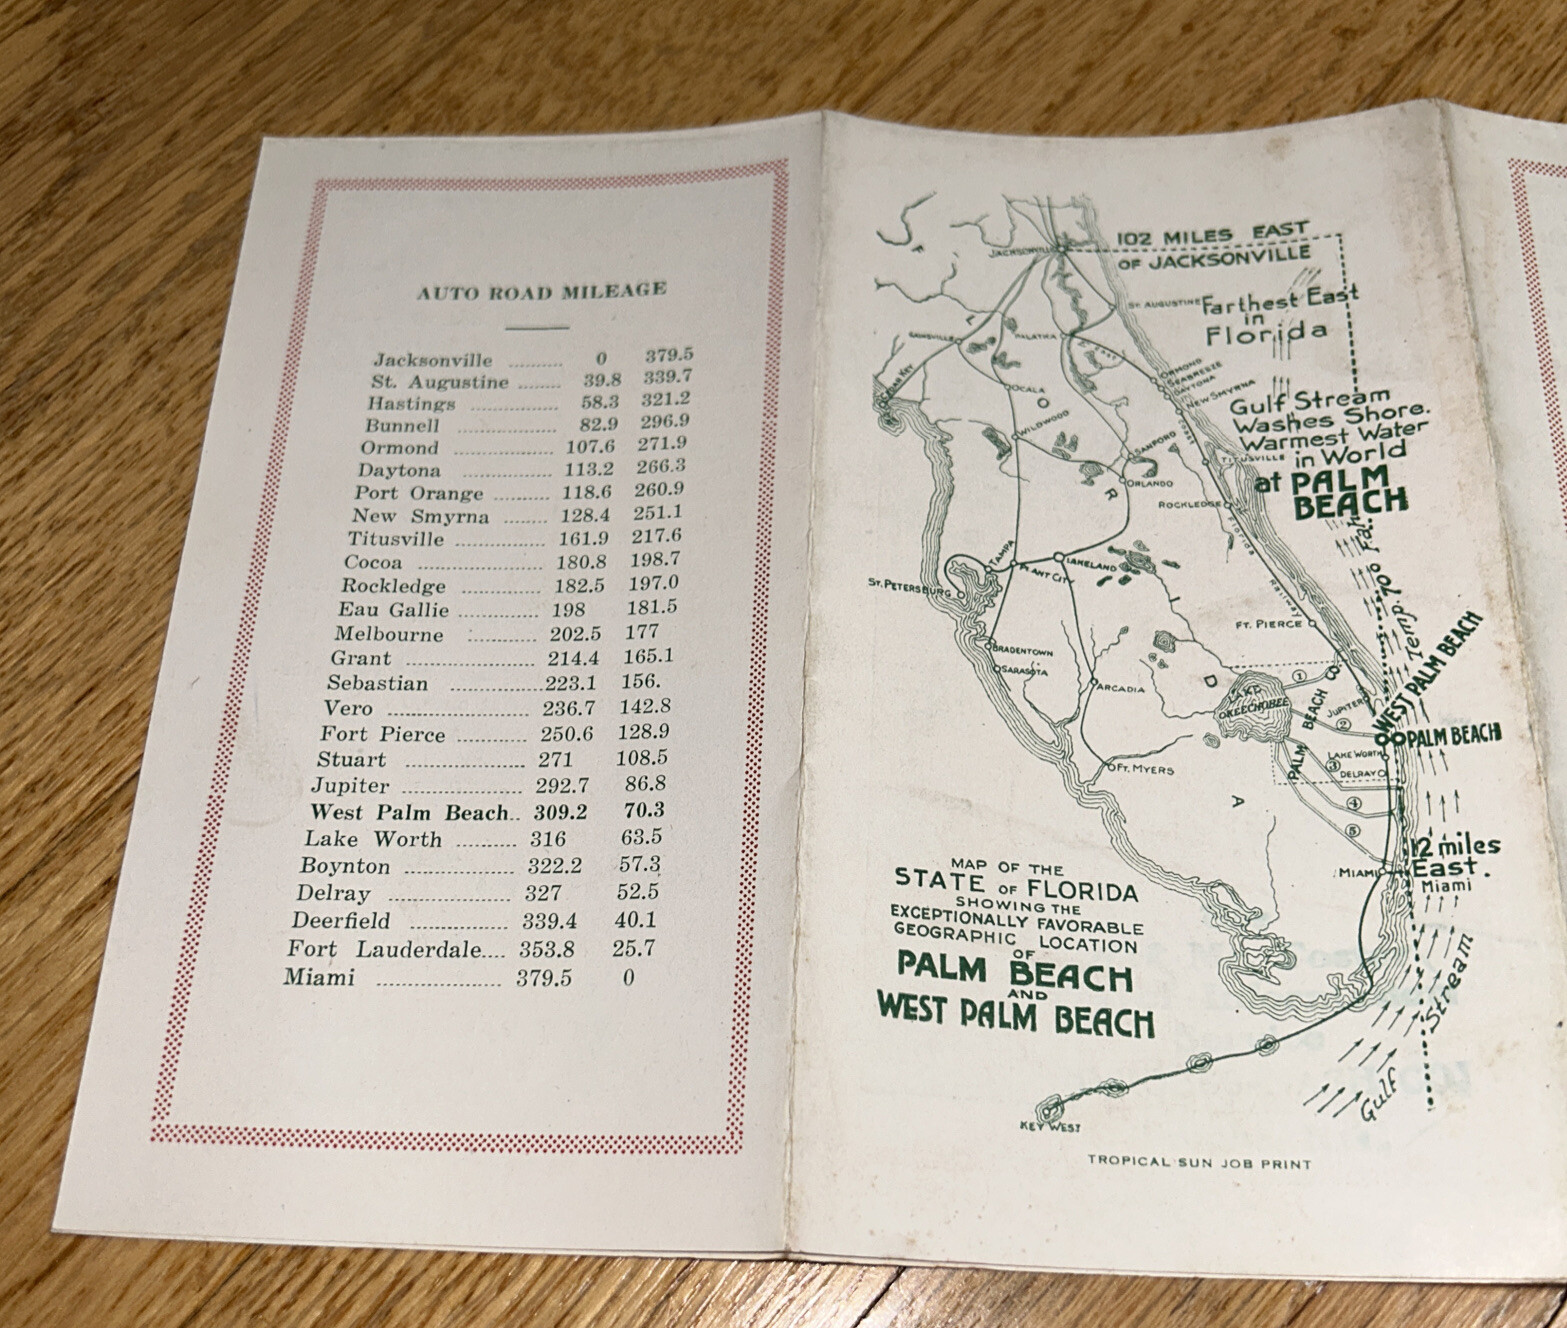 AUTO ROAD MILEAGE
Jacksonville .......... 0 379.5
St. Augustine ........ 39.8 339.7
Hastings ................ 58.3 321.2
Bunnell .................. 82.9 296.9
Ormond ................ 107.6 271.9
Daytona ................ 113.2 266.3
Port Orange .......... 118.6 260.9
New Smyrna ........ 128.4 251.1
Titusville ................ 161.9 217.6
Cocoa .................... 180.8 198.7
Rockledge .............. 182.5 197.0
Eau Gallie .............. 198 181.5
Melbourne ............ 202.5 177
Grant ...................... 214.4 165.1
Sebastian ................223.1 156.
Vero ........................ 236.7 142.8
Fort Pierce ............ 250.6 128.9
Stuart ...................... 271 108.5
Jupiter .................... 292.7 86.8
West Palm Beach.. 309.2 70.3
Lake Worth .......... 316 63.5
Boynton .................. 322.2 57.3
Delray .................... 327 52.5
Deerfield ................ 339.4 40.1
Fort Lauderdale.... 353.8 25.7
Miami ...................... 379.5 0
102 MILES EAST
OF JACKSONVILLE
JACKSONVILLE
ST. AUGUSTINE
Farthest East
in
Florida
PALATKA
ORMOND
SEABREEZE
DAYTONA
NEW SMYRNA
OCALA
WILDWOOD
SANFORD
TITUSVILLE
ORLANDO
ROCKLEDGE
Gulf Stream
Washes Shore.
Warmest Water
in World
at PALM
BEACH
TAMPA
PLANT CITY
LAKELAND
ST. PETERSBURG
Florida
Railway
FT. PIERCE
Temp. 70° Fah.
BRADENTOWN
SARASOTA
ARCADIA
F L O R I D A
LAKE
OKEECHOBEE
1
2
3
4
5
PALM BEACH
JUPITER
WEST PALM BEACH
PALM BEACH
LAKE WORTH
DELRAY
FT. MYERS
MIAMI
12 miles
East.
Miami
MAP OF THE
STATE OF FLORIDA
SHOWING THE
EXCEPTIONALLY FAVORABLE
GEOGRAPHIC LOCATION
OF
PALM BEACH
AND
WEST PALM BEACH
Gulf Stream
KEY WEST
TROPICAL SUN JOB PRINT